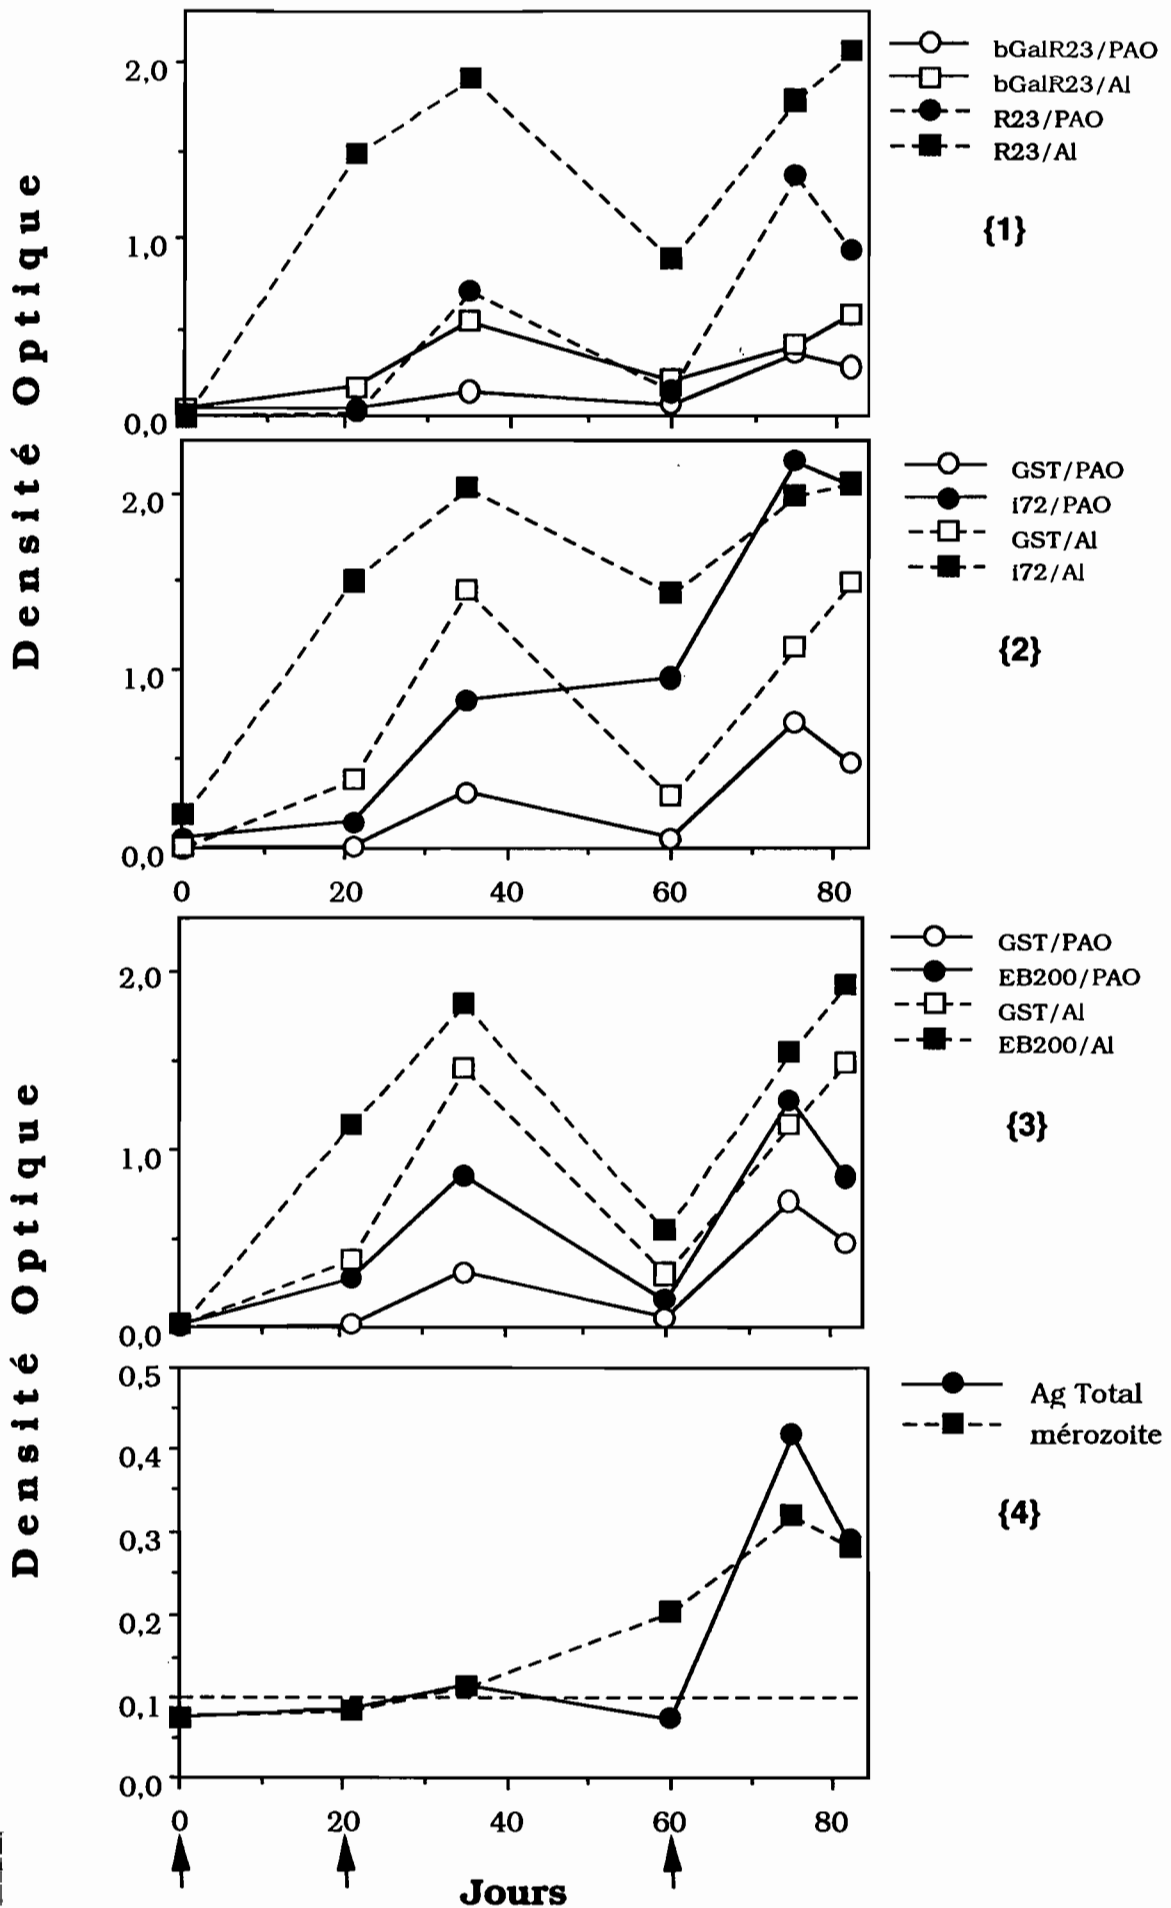 2,0
1,0
0,0
bGalR23/PAO
bGalR23/Al
R23/PAO
R23/Al
{1}
Densité Optique
2,0
1,0
0,0
0 20 40 60 80
GST/PAO
i72/PAO
GST/Al
i72/Al
{2}
2,0
1,0
0,0
GST/PAO
EB200/PAO
GST/Al
EB200/Al
{3}
Densité Optique
0,5
0,4
0,3
0,2
0,1
0,0
0 20 40 60 80
Ag Total
mérozoite
{4}
Jours